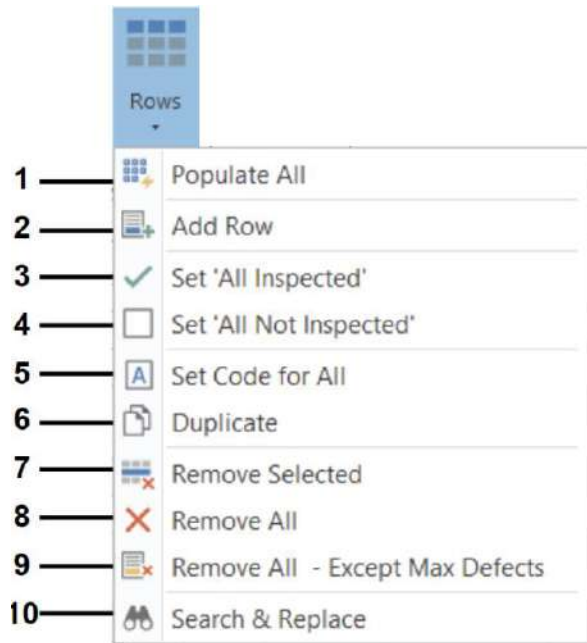 Rows
1 Populate All
2 Add Row
3 Set 'All Inspected'
4 Set 'All Not Inspected'
5 A Set Code for All
6 Duplicate
7 Remove Selected
8 Remove All
9 Remove All - Except Max Defects
10 Search & Replace